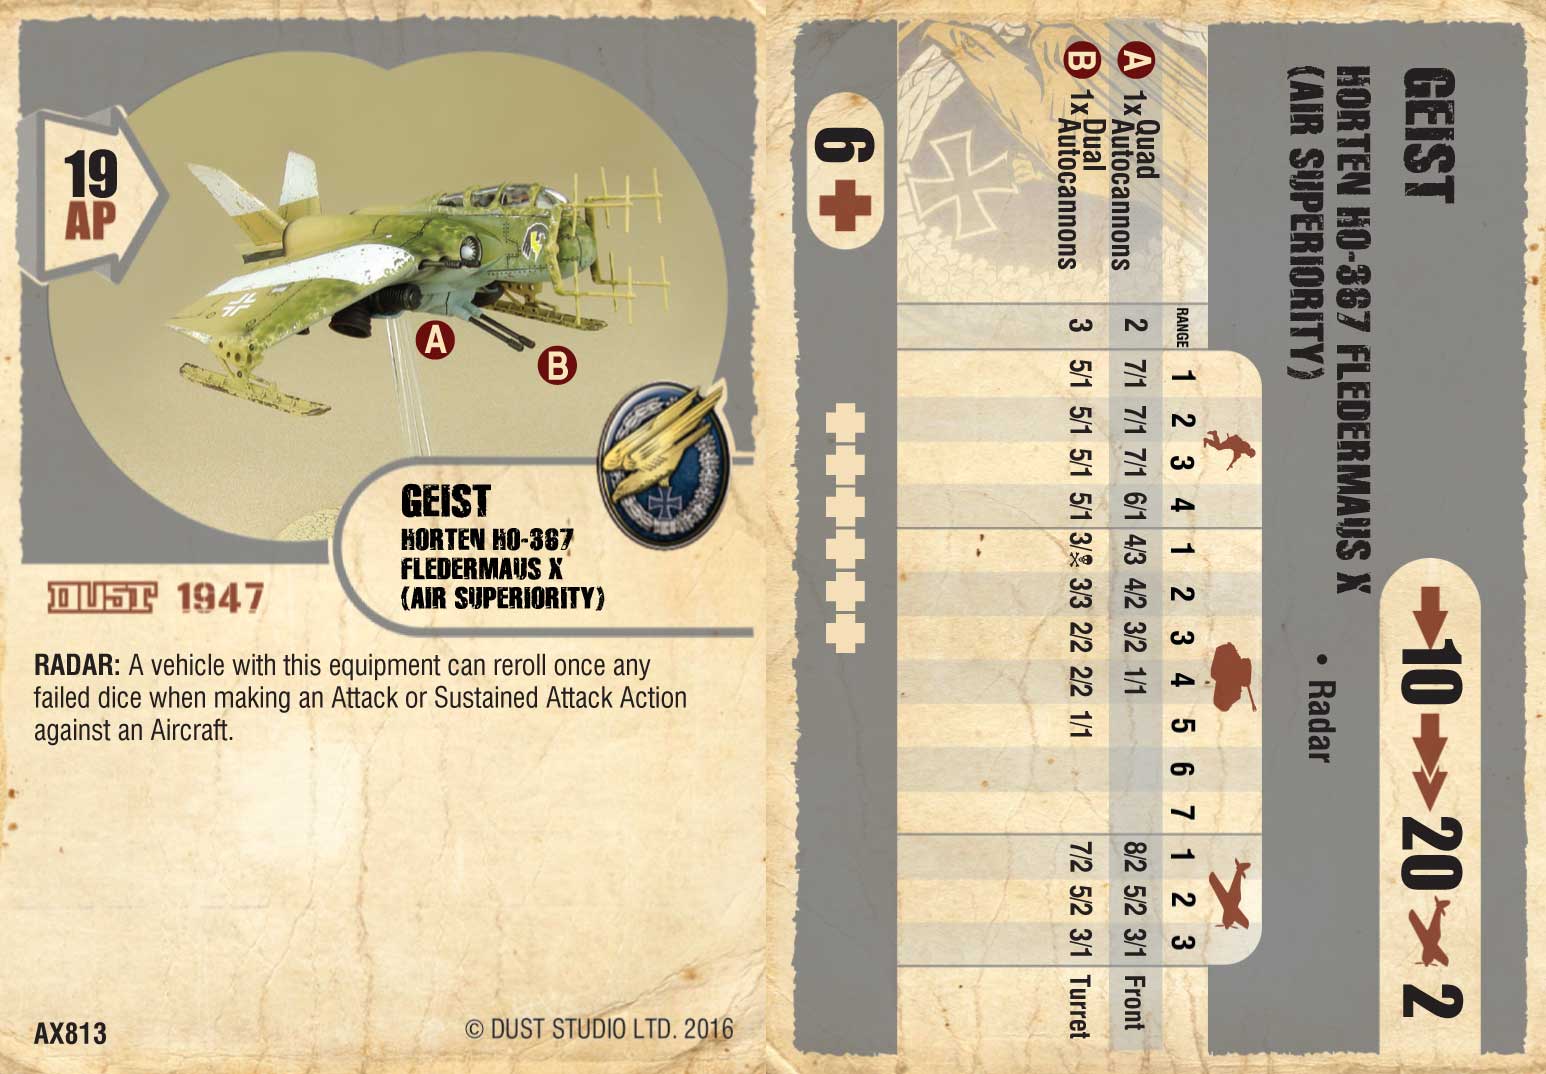 19
AP
A
B
GEIST
HORTEN HO-367
FLEDERMAUS X
(AIR SUPERIORITY)
DUST 1947
RADAR: A vehicle with this equipment can reroll once any
failed dice when making an Attack or Sustained Attack Action
against an Aircraft.
AX813
© DUST STUDIO LTD. 2016
GEIST
HORTEN HO-367 FLEDERMAUS X
(AIR SUPERIORITY)
• Radar
10 20 2
RANGE 1 2 3 4 1 2 3 4 5 6 7 1 2 3
A 1x Quad Autocannons 2 7/1 7/1 7/1 6/1 4/3 4/2 3/2 1/1 8/2 5/2 3/1 Front
B 1x Dual Autocannons 3 5/1 5/1 5/1 5/1 3/☠ 3/3 2/2 2/2 1/1 7/2 5/2 3/1 Turret
6